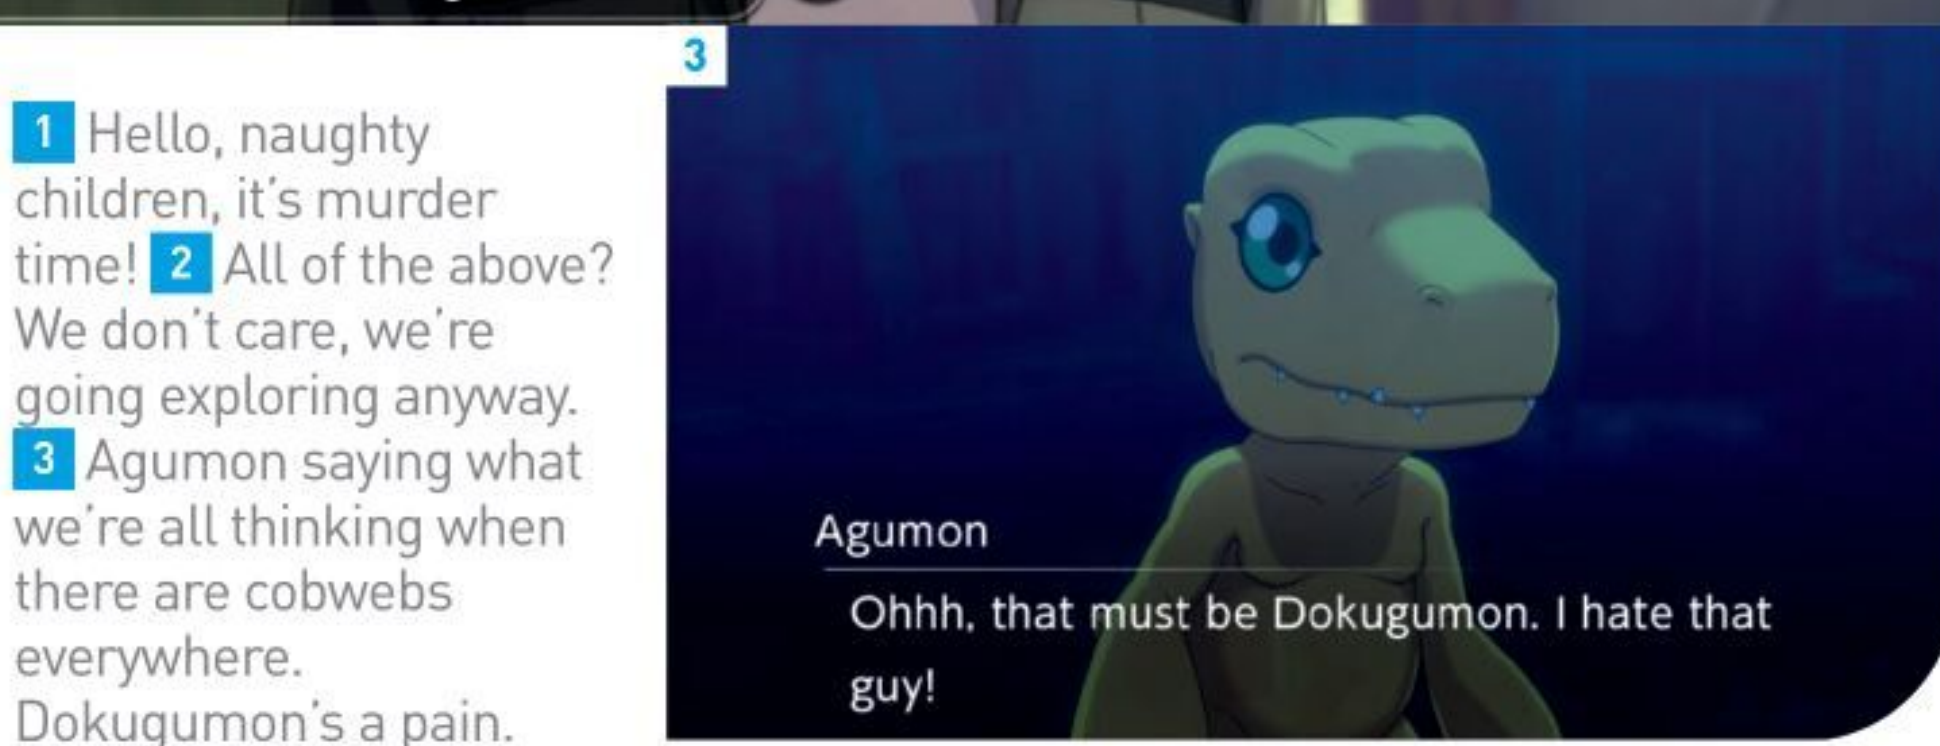 1 Hello, naughty
children, it's murder
time! 2 All of the above?
We don't care, we're
going exploring anyway.
3 Agumon saying what
we're all thinking when
there are cobwebs
everywhere.
Dokugumon's a pain.
3
Agumon
Ohhh, that must be Dokugumon. I hate that
guy!